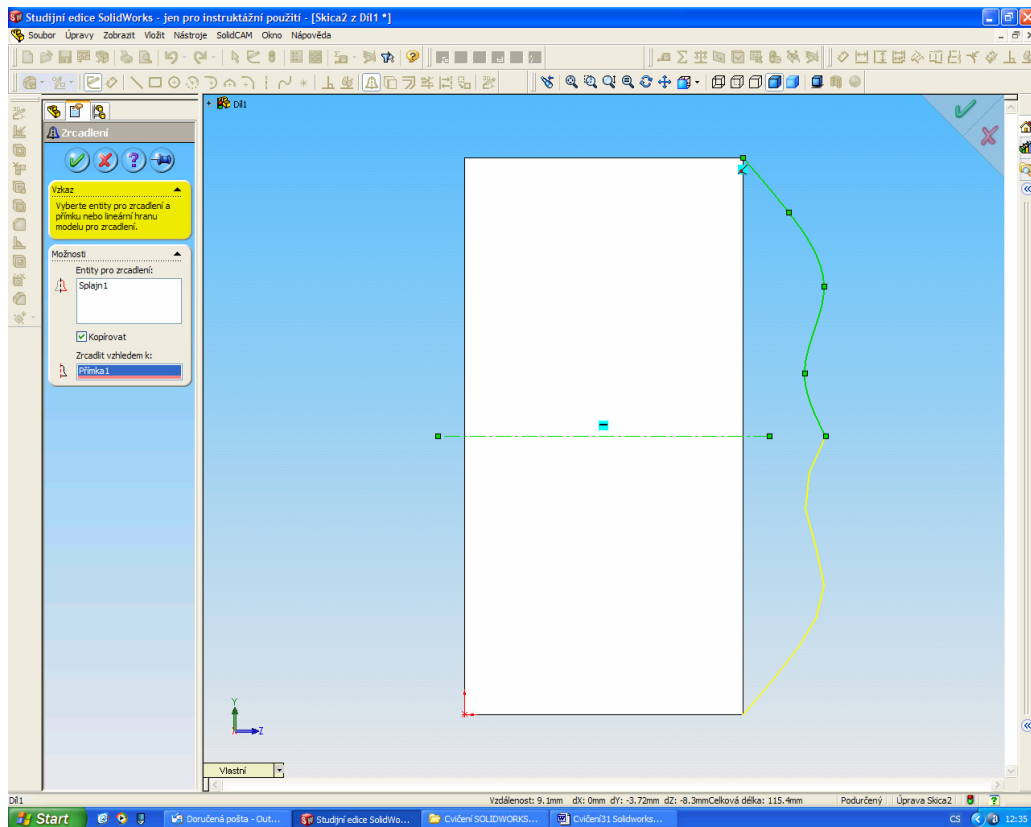 Studijní edice SolidWorks - jen pro instruktážní použití - [Skica2 z Díl1 *]
Soubor Úpravy Zobrazit Vložit Nástroje SolidCAM Okno Nápověda
Díl1
Zrcadlení
Vzkaz
Vyberte entity pro zrcadlení a
přímku nebo lineární hranu
modelu pro zrcadlení.
Možnosti
Entity pro zrcadlení:
Splajn1
Kopírovat
Zrcadlit vzhledem k:
Přímka1
Y
Z
Vlastní
Díl1 Vzdálenost: 9.1mm dX: 0mm dY: -3.72mm dZ: -8.3mmCelková délka: 115.4mm Podurčený Úprava Skica2
Start Doručená pošta - Out... Studijní edice SolidWo... Cvičení SOLIDWORKS... Cvičení31 Solidworks... CS 12:35